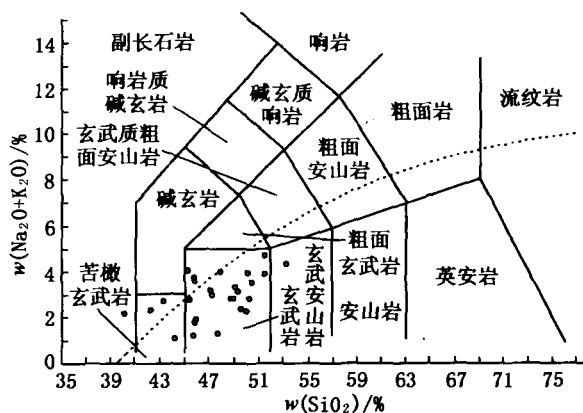 w(Na₂O+K₂O)/%
14
12
10
8
6
4
2
0
副长石岩
响岩
响岩质
碱玄岩
碱玄质
响岩
粗面岩
流纹岩
玄武质粗
面安山岩
粗面
安山岩
碱玄岩
粗面
玄武岩
苦橄
玄武岩
玄武岩
玄武安山岩
安山岩
英安岩
35
39
43
47
51
55
59
63
67
71
75
w(SiO₂)/%